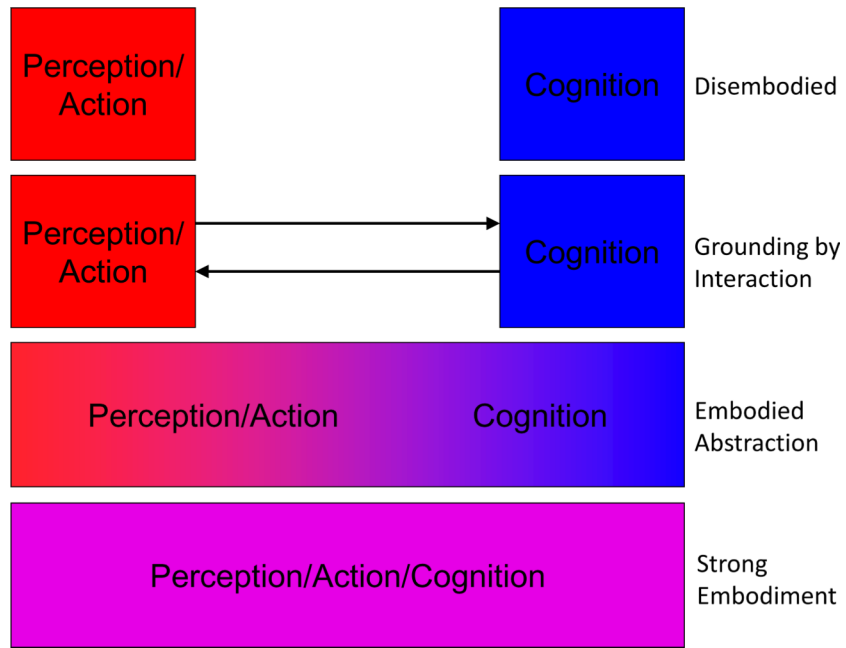 Perception/
Action
Cognition
Disembodied
Perception/
Action
Cognition
Grounding by
Interaction
Perception/Action
Cognition
Embodied
Abstraction
Perception/Action/Cognition
Strong
Embodiment